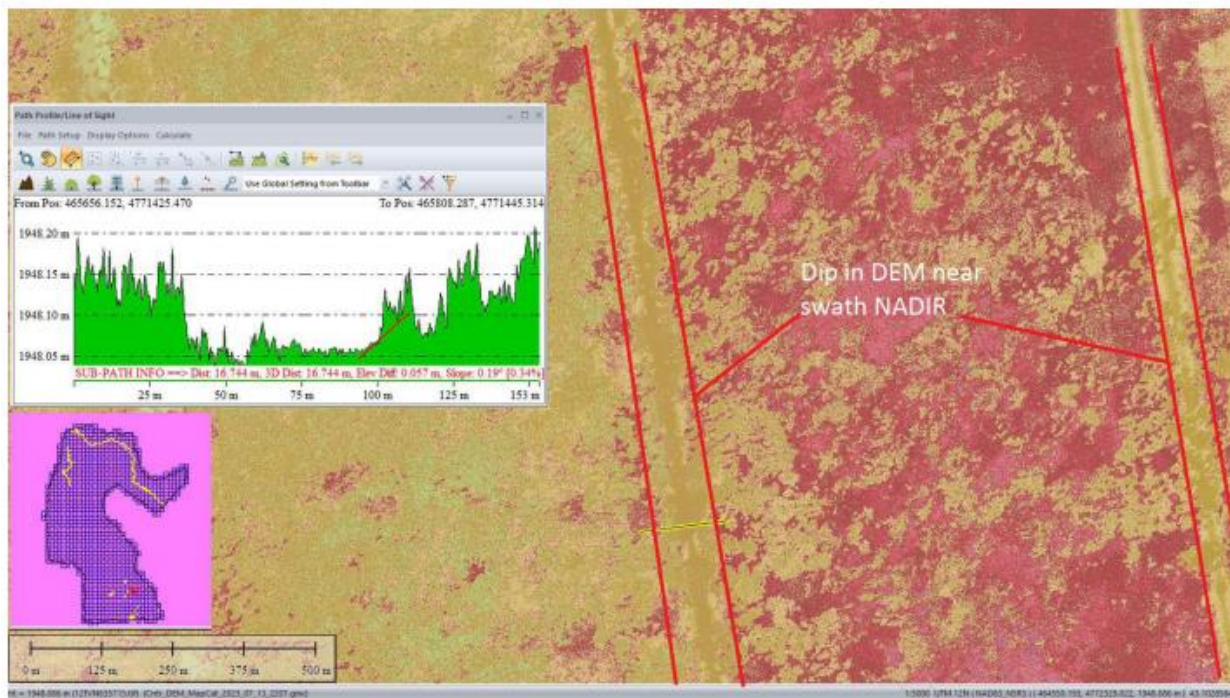 Path Profile/Line of Sight
File Path Setup Display Options Calculate
Use Global Setting from Toolbar
From Pos: 465656.152, 4771425.470 To Pos: 465808.287, 4771445.314
1948.20 m
1948.15 m
1948.10 m
1948.05 m
SUB-PATH INFO ==> Dist: 16.744 m, 3D Dist: 16.744 m, Elev Diff: 0.057 m, Slope: 0.19° [0.34%]
25 m 50 m 75 m 100 m 125 m 153 m
Dip in DEM near
swath NADIR
0 m 125 m 250 m 375 m 500 m